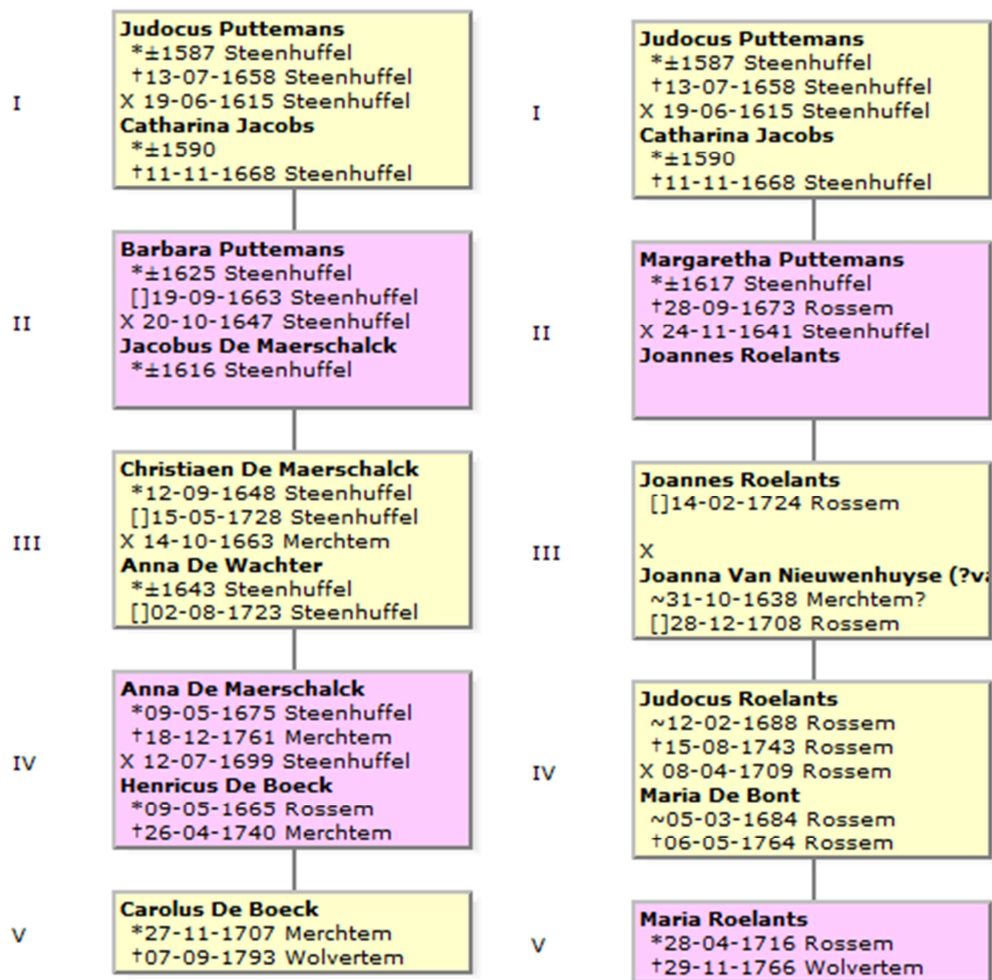 I
Judocus Puttemans
*±1587 Steenhuffel
†13-07-1658 Steenhuffel
X 19-06-1615 Steenhuffel
Catharina Jacobs
*±1590
†11-11-1668 Steenhuffel
II
Barbara Puttemans
*±1625 Steenhuffel
[]19-09-1663 Steenhuffel
X 20-10-1647 Steenhuffel
Jacobus De Maerschalck
*±1616 Steenhuffel
III
Christiaen De Maerschalck
*12-09-1648 Steenhuffel
[]15-05-1728 Steenhuffel
X 14-10-1663 Merchtem
Anna De Wachter
*±1643 Steenhuffel
[]02-08-1723 Steenhuffel
IV
Anna De Maerschalck
*09-05-1675 Steenhuffel
†18-12-1761 Merchtem
X 12-07-1699 Steenhuffel
Henricus De Boeck
*09-05-1665 Rossem
†26-04-1740 Merchtem
V
Carolus De Boeck
*27-11-1707 Merchtem
†07-09-1793 Wolvertem
I
Judocus Puttemans
*±1587 Steenhuffel
†13-07-1658 Steenhuffel
X 19-06-1615 Steenhuffel
Catharina Jacobs
*±1590
†11-11-1668 Steenhuffel
II
Margaretha Puttemans
*±1617 Steenhuffel
†28-09-1673 Rossem
X 24-11-1641 Steenhuffel
Joannes Roelants
III
Joannes Roelants
[]14-02-1724 Rossem
X
Joanna Van Nieuwenhuyse (?va
~31-10-1638 Merchtem?
[]28-12-1708 Rossem
IV
Judocus Roelants
~12-02-1688 Rossem
†15-08-1743 Rossem
X 08-04-1709 Rossem
Maria De Bont
~05-03-1684 Rossem
†06-05-1764 Rossem
V
Maria Roelants
*28-04-1716 Rossem
†29-11-1766 Wolvertem